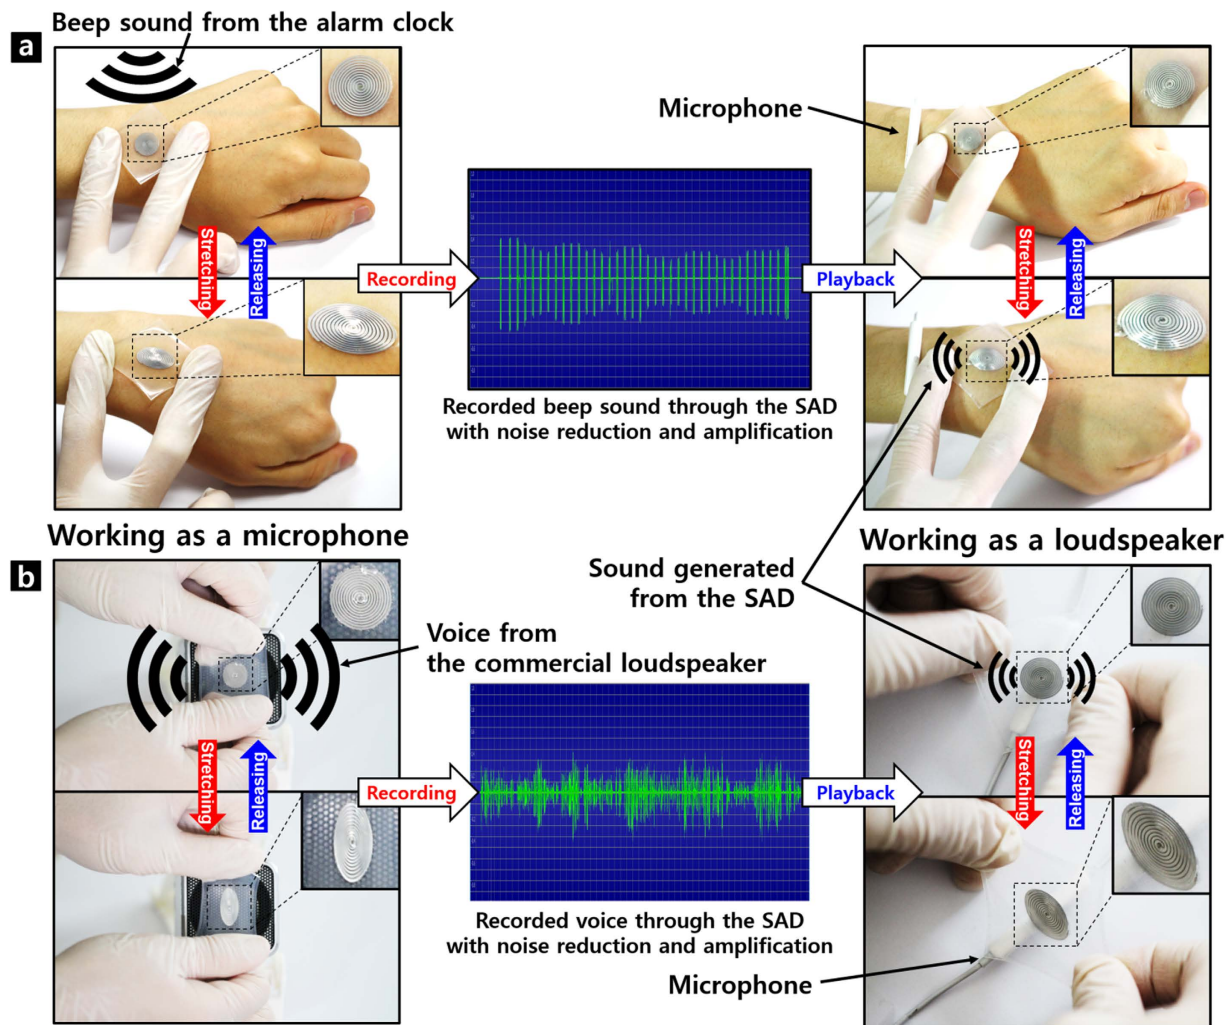 Beep sound from the alarm clock
a
Microphone
Stretching
Releasing
Recording
Playback
Stretching
Releasing
Recorded beep sound through the SAD
with noise reduction and amplification
Working as a microphone
Working as a loudspeaker
b
Sound generated
from the SAD
Voice from
the commercial loudspeaker
Stretching
Releasing
Recording
Playback
Stretching
Releasing
Recorded voice through the SAD
with noise reduction and amplification
Microphone